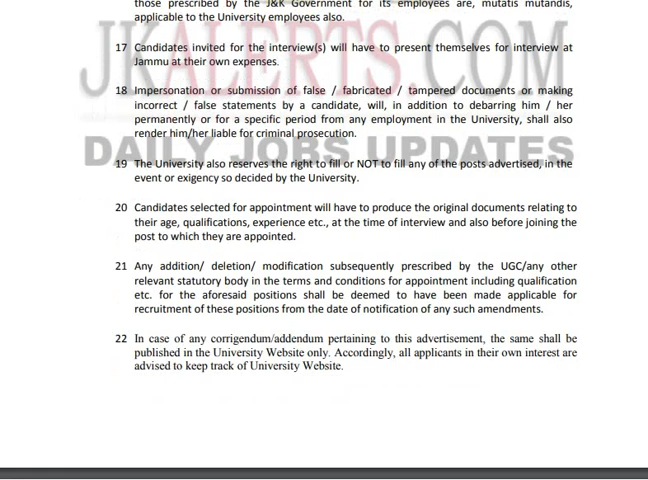 those prescribed by the J&K Government for its employees are, mutatis mutandis,
applicable to the University employees also.
17 Candidates invited for the interview(s) will have to present themselves for interview at
Jammu at their own expenses.
JKALERTS.COM
18 Impersonation or submission of false / fabricated / tampered documents or making
incorrect / false statements by a candidate, will, in addition to debarring him / her
permanently or for a specific period from any employment in the University, shall also
render him/her liable for criminal prosecution.
DAILY JOBS UPDATES
19 The University also reserves the right to fill or NOT to fill any of the posts advertised, in the
event or exigency so decided by the University.
20 Candidates selected for appointment will have to produce the original documents relating to
their age, qualifications, experience etc., at the time of interview and also before joining the
post to which they are appointed.
21 Any addition/ deletion/ modification subsequently prescribed by the UGC/any other
relevant statutory body in the terms and conditions for appointment including qualification
etc. for the aforesaid positions shall be deemed to have been made applicable for
recruitment of these positions from the date of notification of any such amendments.
22 In case of any corrigendum/addendum pertaining to this advertisement, the same shall be
published in the University Website only. Accordingly, all applicants in their own interest are
advised to keep track of University Website.